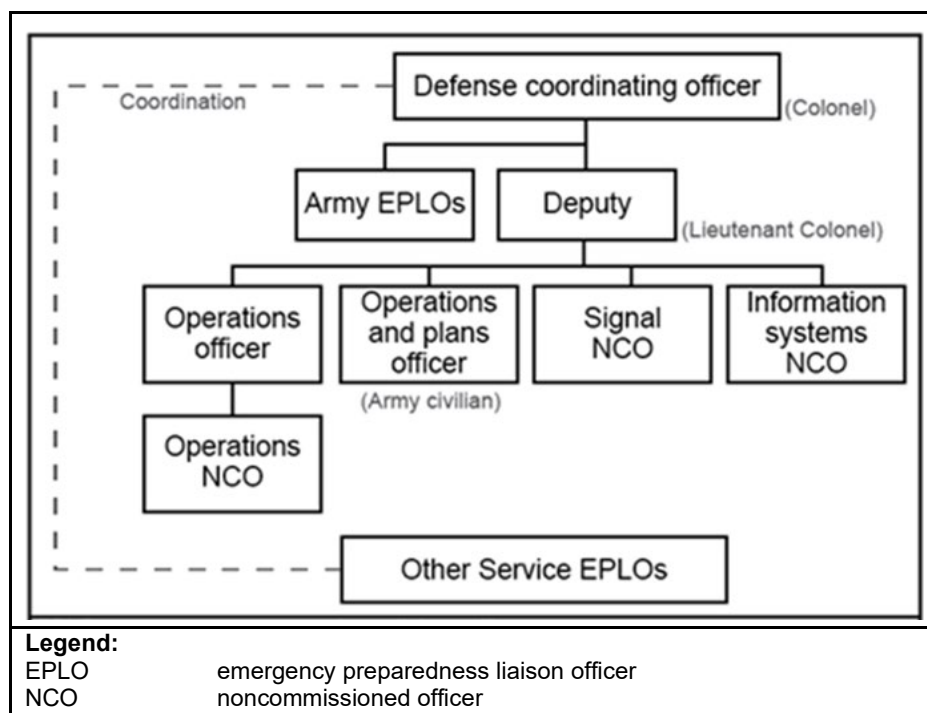 Defense coordinating officer
Coordination
(Colonel)
Army EPLOs
Deputy
(Lieutenant Colonel)
Operations
officer
Operations
and plans
officer
(Army civilian)
Signal
NCO
Information
systems
NCO
Operations
NCO
Other Service EPLOs
Legend:
EPLO emergency preparedness liaison officer
NCO noncommissioned officer